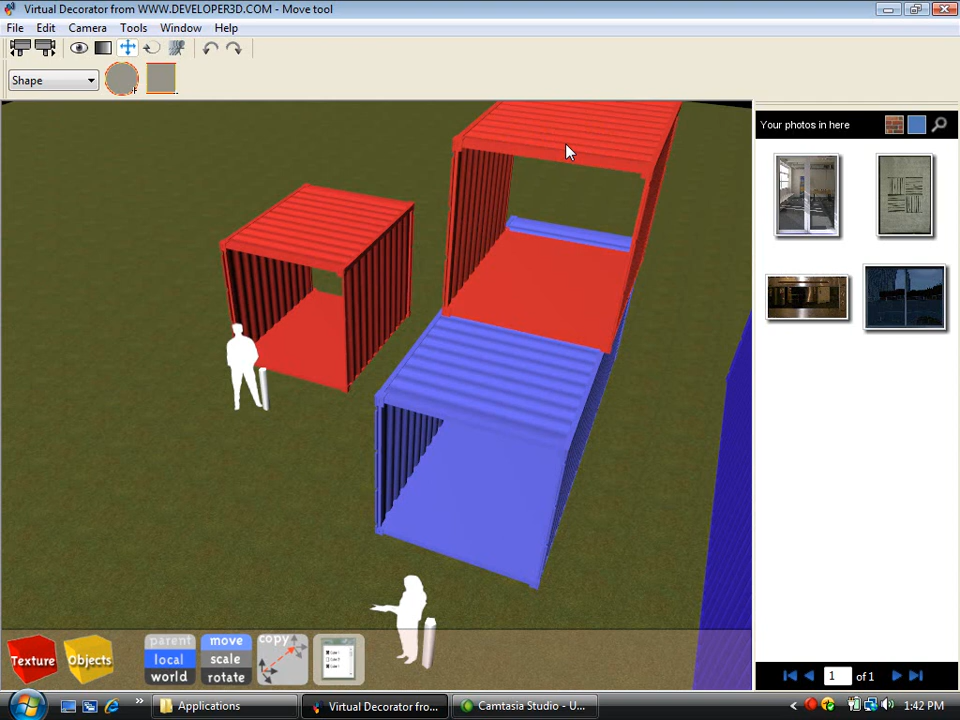 Virtual Decorator from WWW.DEVELOPER3D.COM - Move tool
File Edit Camera Tools Window Help
Shape
Your photos in here
Texture
Objects
parent
local
world
move
scale
rotate
copy
1 of 1
» Applications
Virtual Decorator fro...
Camtasia Studio - U...
1:42 PM